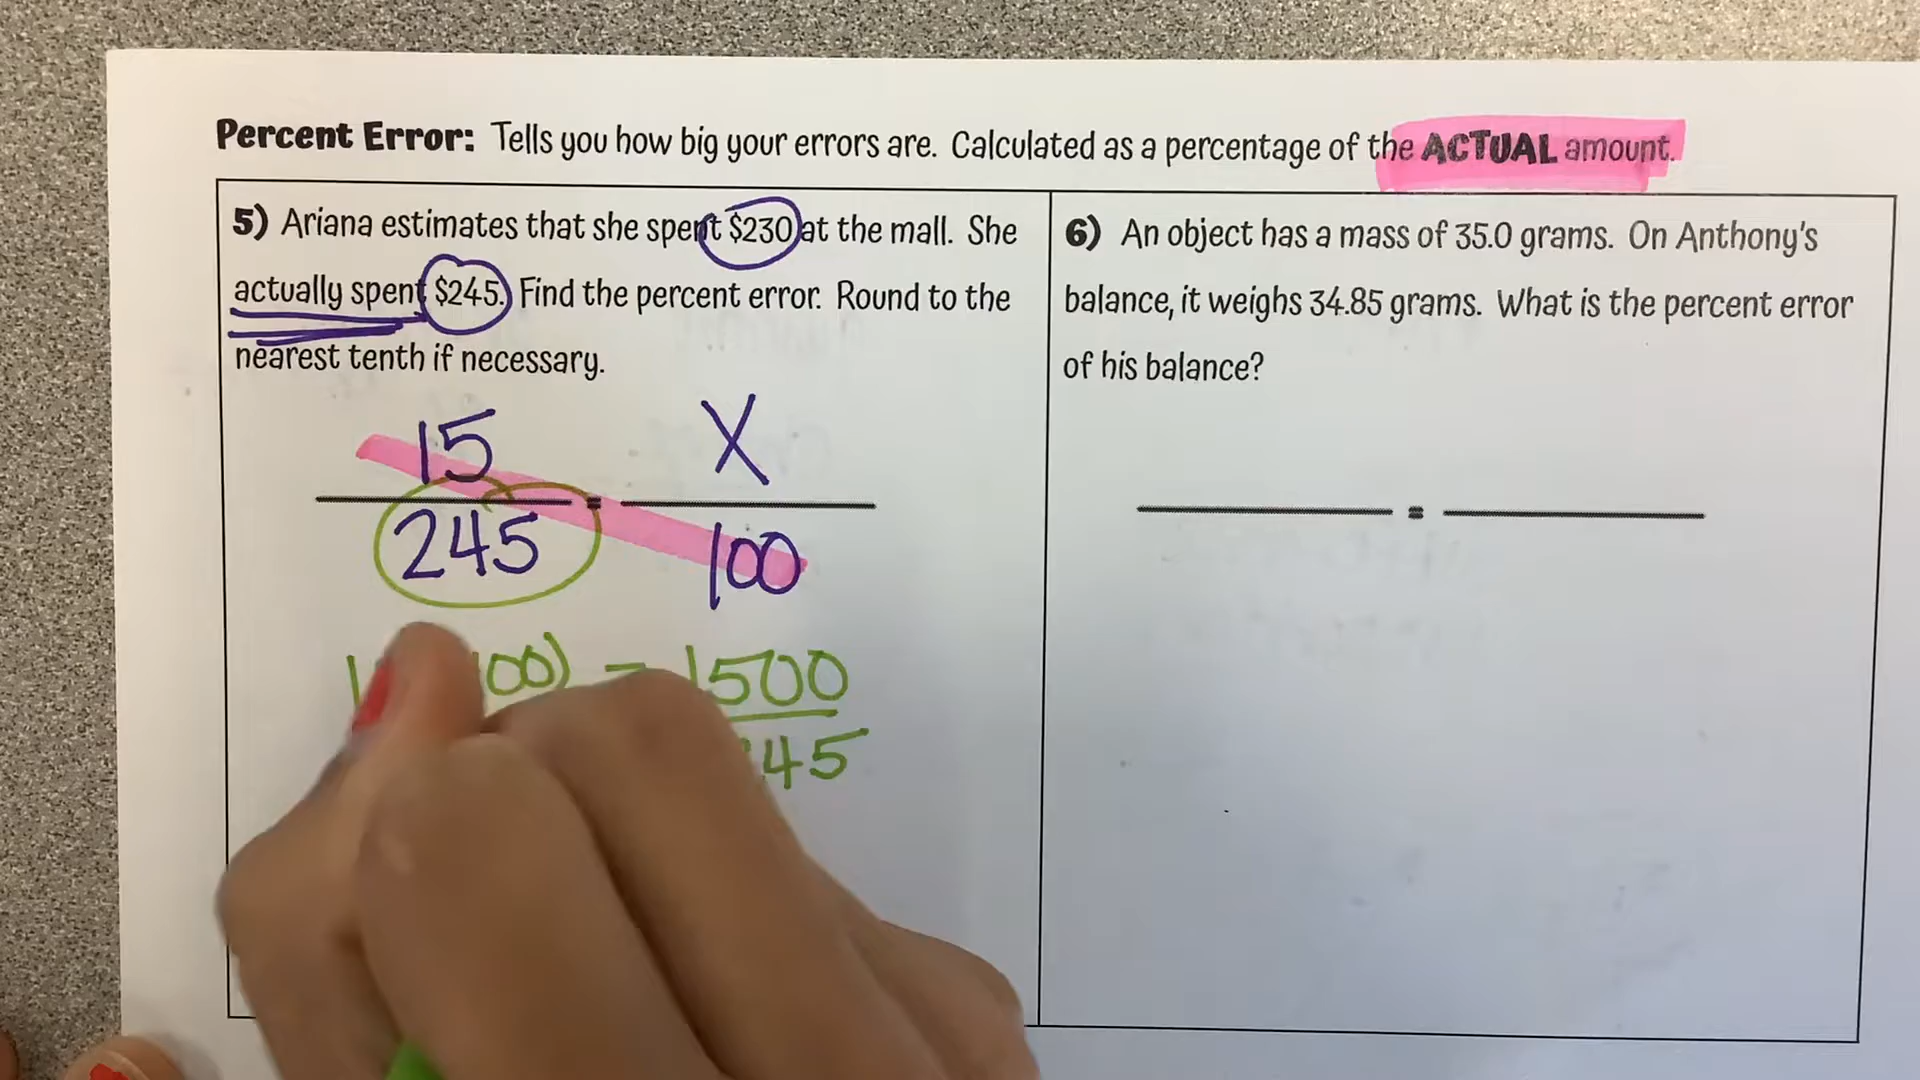 Percent Error: Tells you how big your errors are. Calculated as a percentage of the ACTUAL amount.
5) Ariana estimates that she spent $230 at the mall. She
actually spent $245. Find the percent error. Round to the
nearest tenth if necessary.
15 X
=
245 100
00) = 1500
45
6) An object has a mass of 35.0 grams. On Anthony's
balance, it weighs 34.85 grams. What is the percent error
of his balance?
=